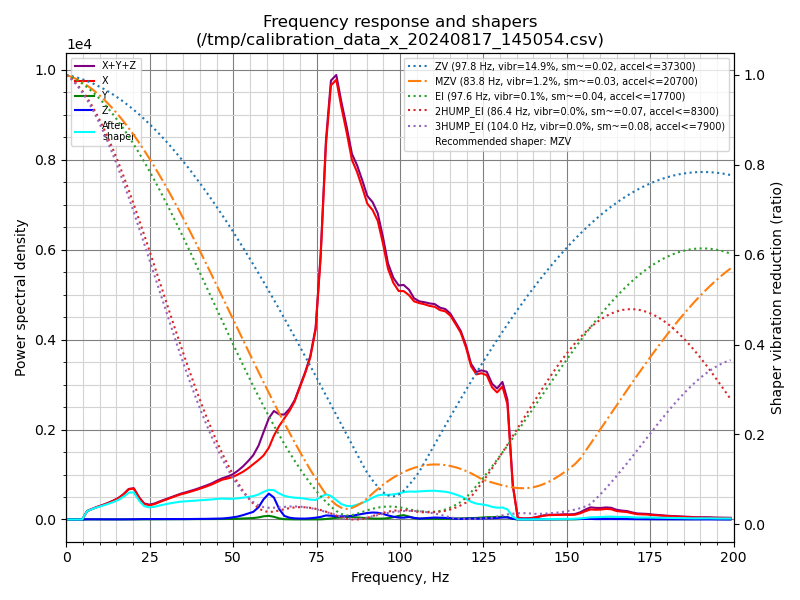 Frequency response and shapers
(/tmp/calibration_data_x_20240817_145054.csv)
1e4
X+Y+Z
X
Y
Z
After
shaper
ZV (97.8 Hz, vibr=14.9%, sm~=0.02, accel<=37300)
MZV (83.8 Hz, vibr=1.2%, sm~=0.03, accel<=20700)
EI (97.6 Hz, vibr=0.1%, sm~=0.04, accel<=17700)
2HUMP_EI (86.4 Hz, vibr=0.0%, sm~=0.07, accel<=8300)
3HUMP_EI (104.0 Hz, vibr=0.0%, sm~=0.08, accel<=7900)
Recommended shaper: MZV
Power spectral density
1.0
0.8
0.6
0.4
0.2
0.0
1.0
0.8
0.6
0.4
0.2
0.0
Shaper vibration reduction (ratio)
0 25 50 75 100 125 150 175 200
Frequency, Hz